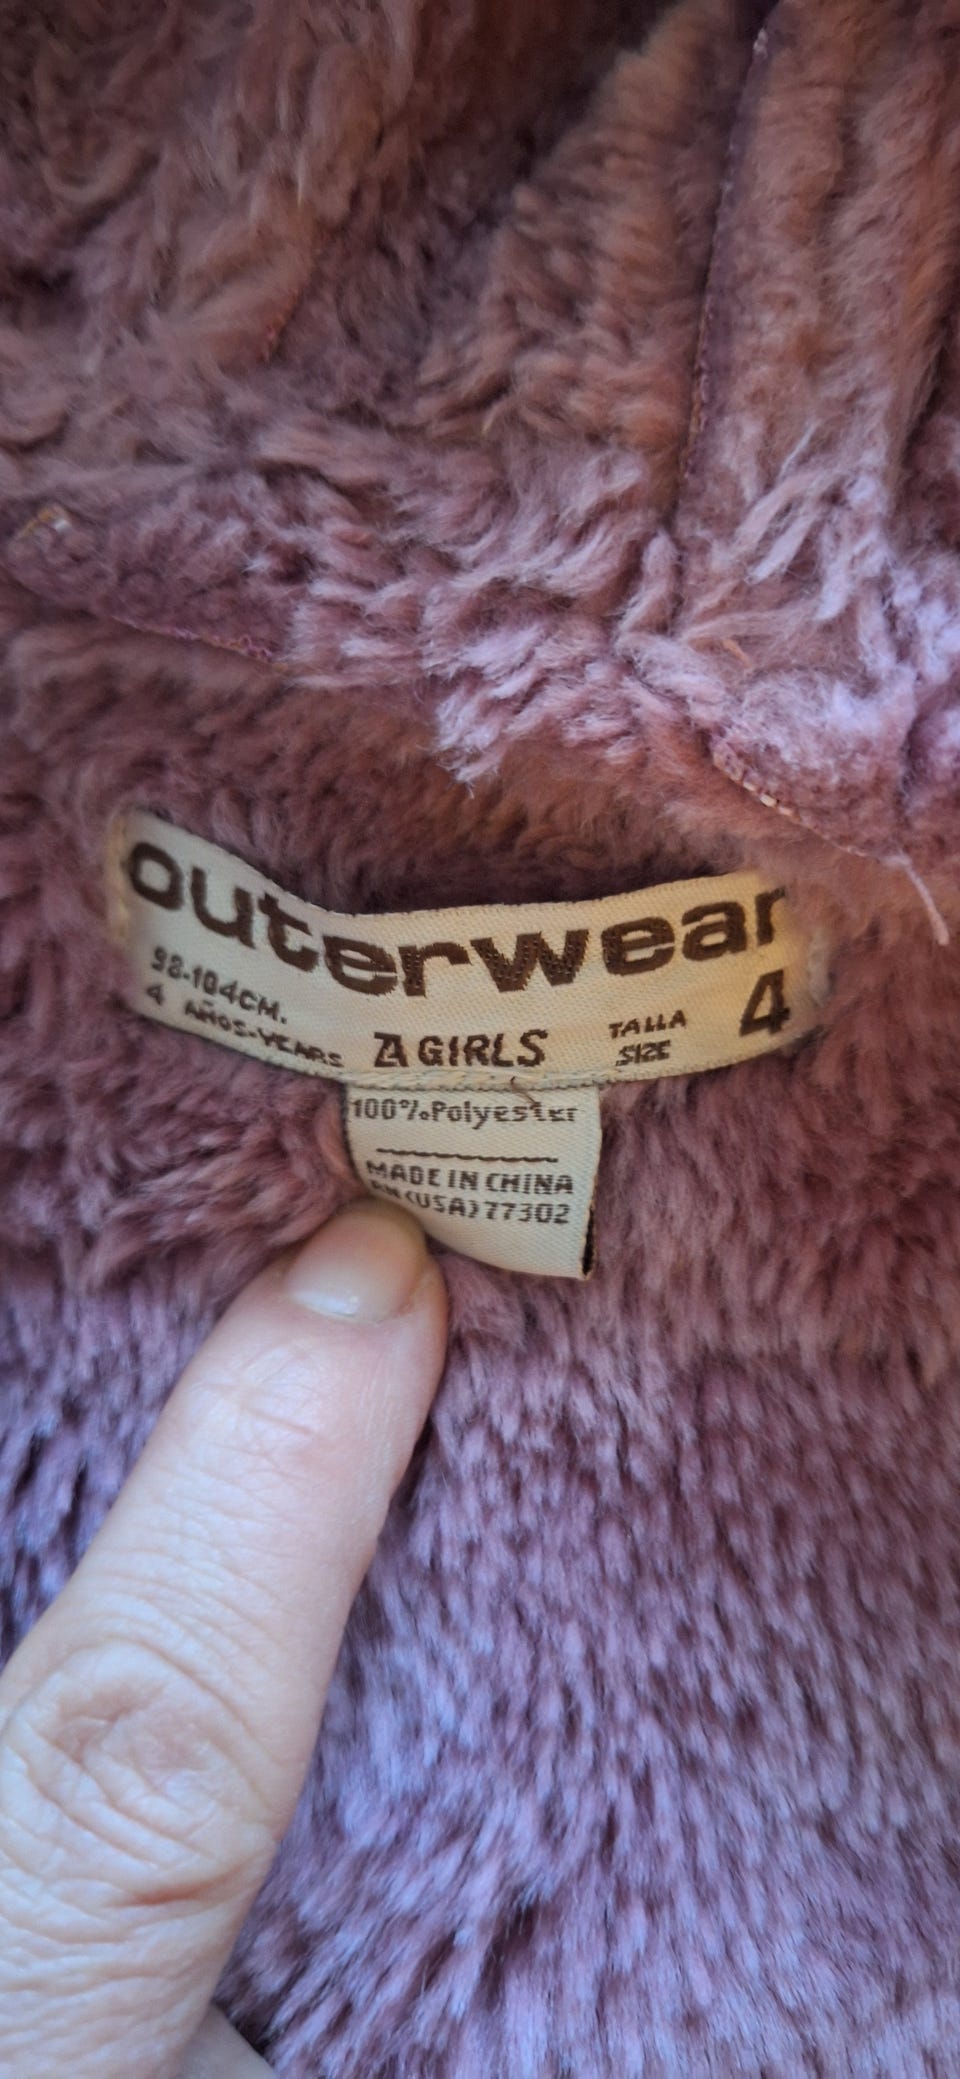 outerwear
98-104CM.
4 AÑOS-YEARS
ZA GIRLS
TALLA
SIZE
4
100%Polyester
MADE IN CHINA
RN(USA)77302